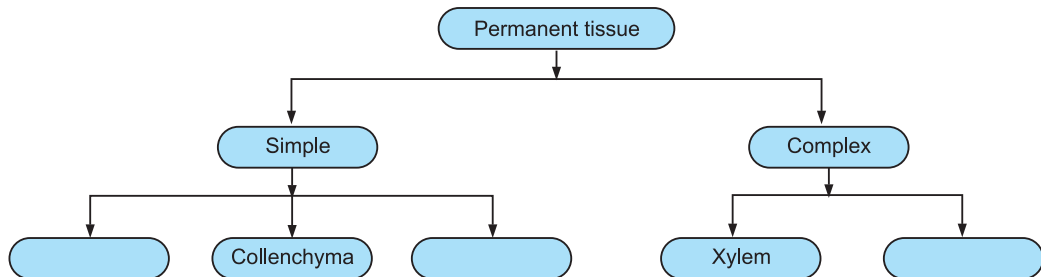 Permanent tissue
Simple
Complex
Collenchyma
Xylem